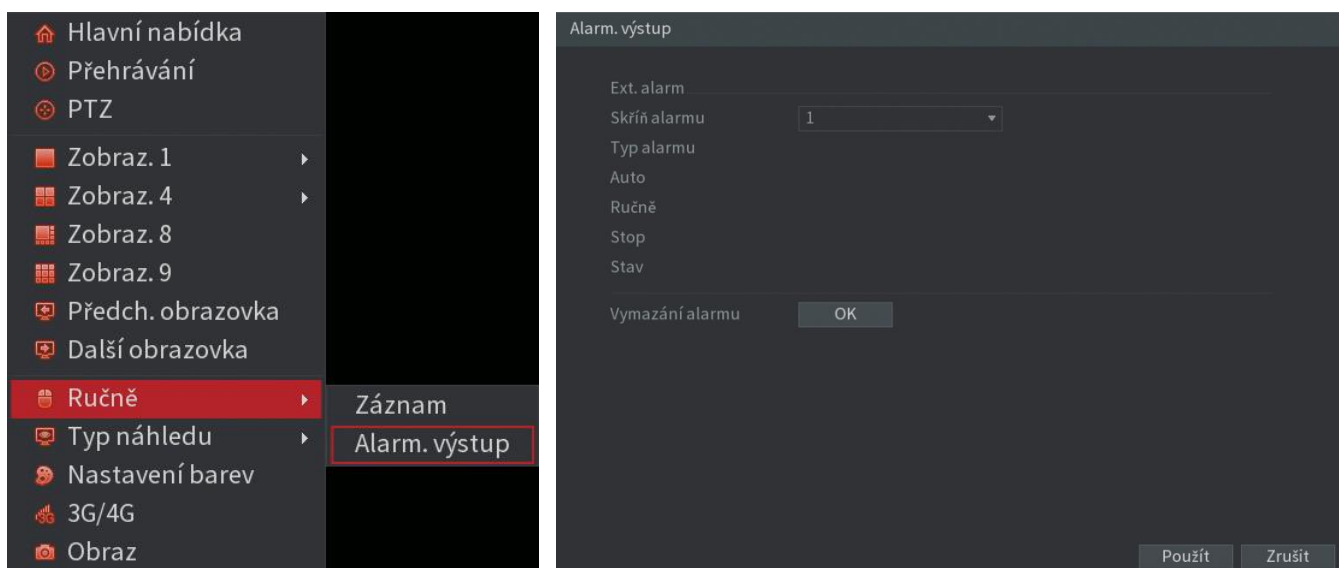 Hlavní nabídka
Přehrávání
PTZ
Zobraz. 1
Zobraz. 4
Zobraz. 8
Zobraz. 9
Předch. obrazovka
Další obrazovka
Ručně
Typ náhledu
Nastavení barev
3G/4G
Obraz
Záznam
Alarm. výstup
Alarm. výstup
Ext. alarm
Skříň alarmu 1
Typ alarmu
Auto
Ručně
Stop
Stav
Vymazání alarmu OK
Použít Zrušit